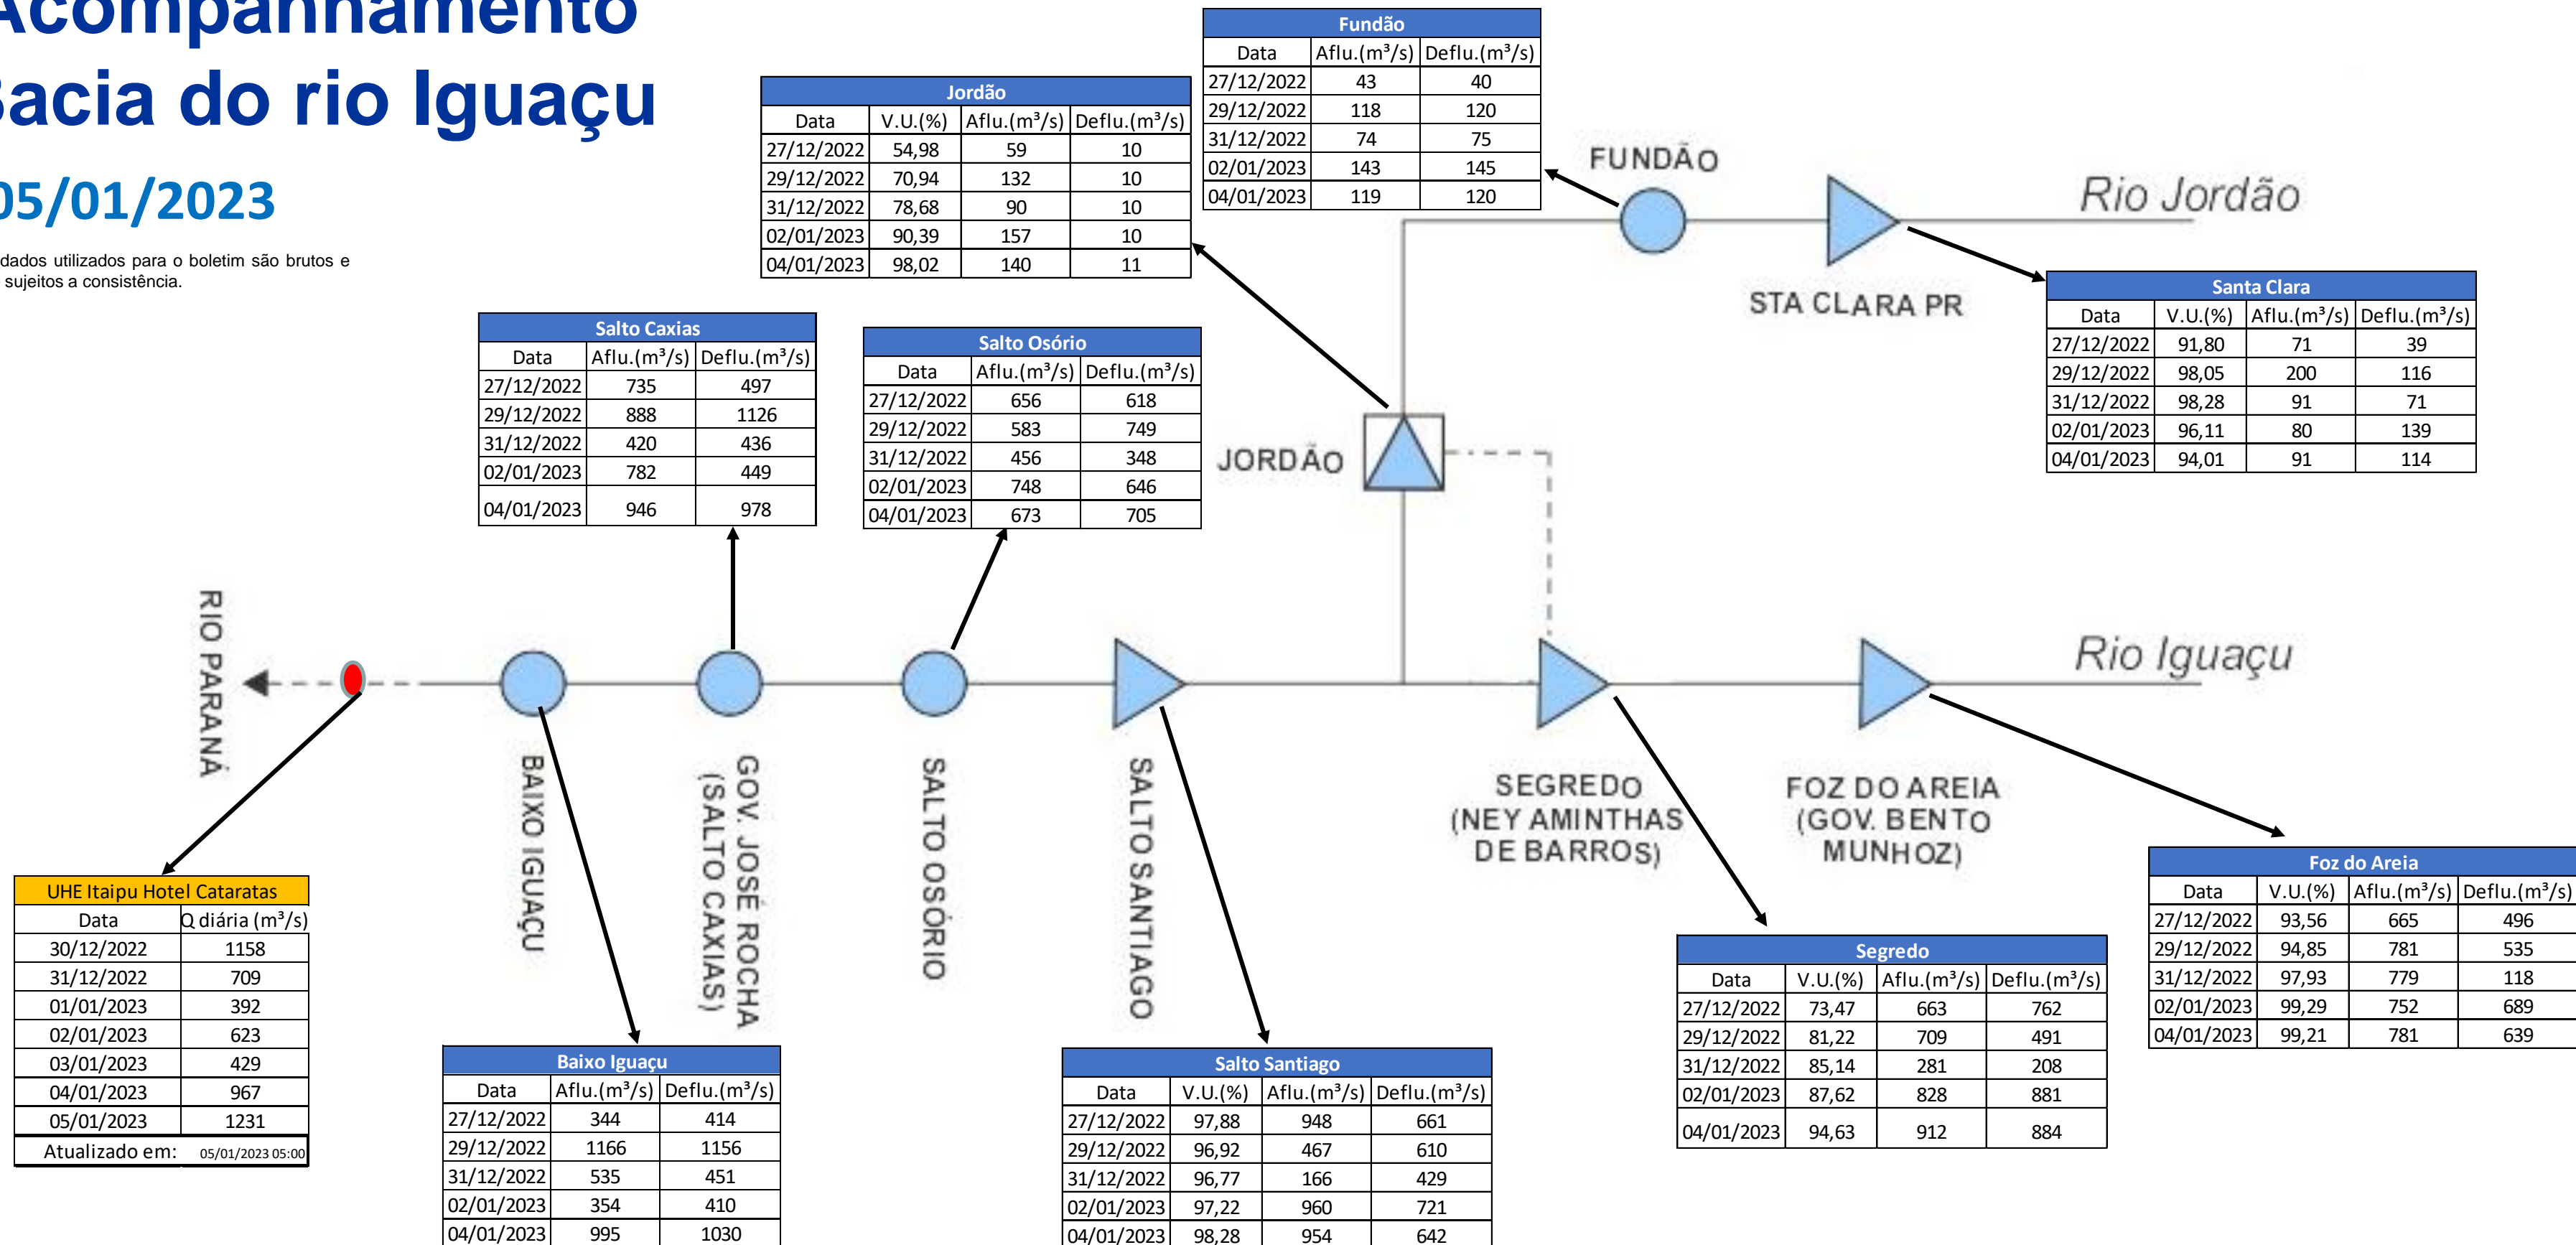 Acompanhamento
Bacia do rio Iguaçu
05/01/2023
dados utilizados para o boletim são brutos e
sujeitos a consistência.
Fundão
Data Aflu.(m³/s) Deflu.(m³/s)
27/12/2022 43 40
29/12/2022 118 120
31/12/2022 74 75
02/01/2023 143 145
04/01/2023 119 120
Jordão
Data V.U.(%) Aflu.(m³/s) Deflu.(m³/s)
27/12/2022 54,98 59 10
29/12/2022 70,94 132 10
31/12/2022 78,68 90 10
02/01/2023 90,39 157 10
04/01/2023 98,02 140 11
FUNDÃO
Rio Jordão
STA CLARA PR
Santa Clara
Data V.U.(%) Aflu.(m³/s) Deflu.(m³/s)
27/12/2022 91,80 71 39
29/12/2022 98,05 200 116
31/12/2022 98,28 91 71
02/01/2023 96,11 80 139
04/01/2023 94,01 91 114
Salto Caxias
Data Aflu.(m³/s) Deflu.(m³/s)
27/12/2022 735 497
29/12/2022 888 1126
31/12/2022 420 436
02/01/2023 782 449
04/01/2023 946 978
Salto Osório
Data Aflu.(m³/s) Deflu.(m³/s)
27/12/2022 656 618
29/12/2022 583 749
31/12/2022 456 348
02/01/2023 748 646
04/01/2023 673 705
JORDÃO
RIO PARANÁ
Rio Iguaçu
BAIXO IGUAÇU
GOV. JOSÉ ROCHA
(SALTO CAXIAS)
SALTO OSÓRIO
SALTO SANTIAGO
SEGREDO
(NEY AMINTHAS
DE BARROS)
FOZ DO AREIA
(GOV. BENTO
MUNHOZ)
UHE Itaipu Hotel Cataratas
Data Q diária (m³/s)
30/12/2022 1158
31/12/2022 709
01/01/2023 392
02/01/2023 623
03/01/2023 429
04/01/2023 967
05/01/2023 1231
Atualizado em: 05/01/2023 05:00
Baixo Iguaçu
Data Aflu.(m³/s) Deflu.(m³/s)
27/12/2022 344 414
29/12/2022 1166 1156
31/12/2022 535 451
02/01/2023 354 410
04/01/2023 995 1030
Salto Santiago
Data V.U.(%) Aflu.(m³/s) Deflu.(m³/s)
27/12/2022 97,88 948 661
29/12/2022 96,92 467 610
31/12/2022 96,77 166 429
02/01/2023 97,22 960 721
04/01/2023 98,28 954 642
Segredo
Data V.U.(%) Aflu.(m³/s) Deflu.(m³/s)
27/12/2022 73,47 663 762
29/12/2022 81,22 709 491
31/12/2022 85,14 281 208
02/01/2023 87,62 828 881
04/01/2023 94,63 912 884
Foz do Areia
Data V.U.(%) Aflu.(m³/s) Deflu.(m³/s)
27/12/2022 93,56 665 496
29/12/2022 94,85 781 535
31/12/2022 97,93 779 118
02/01/2023 99,29 752 689
04/01/2023 99,21 781 639